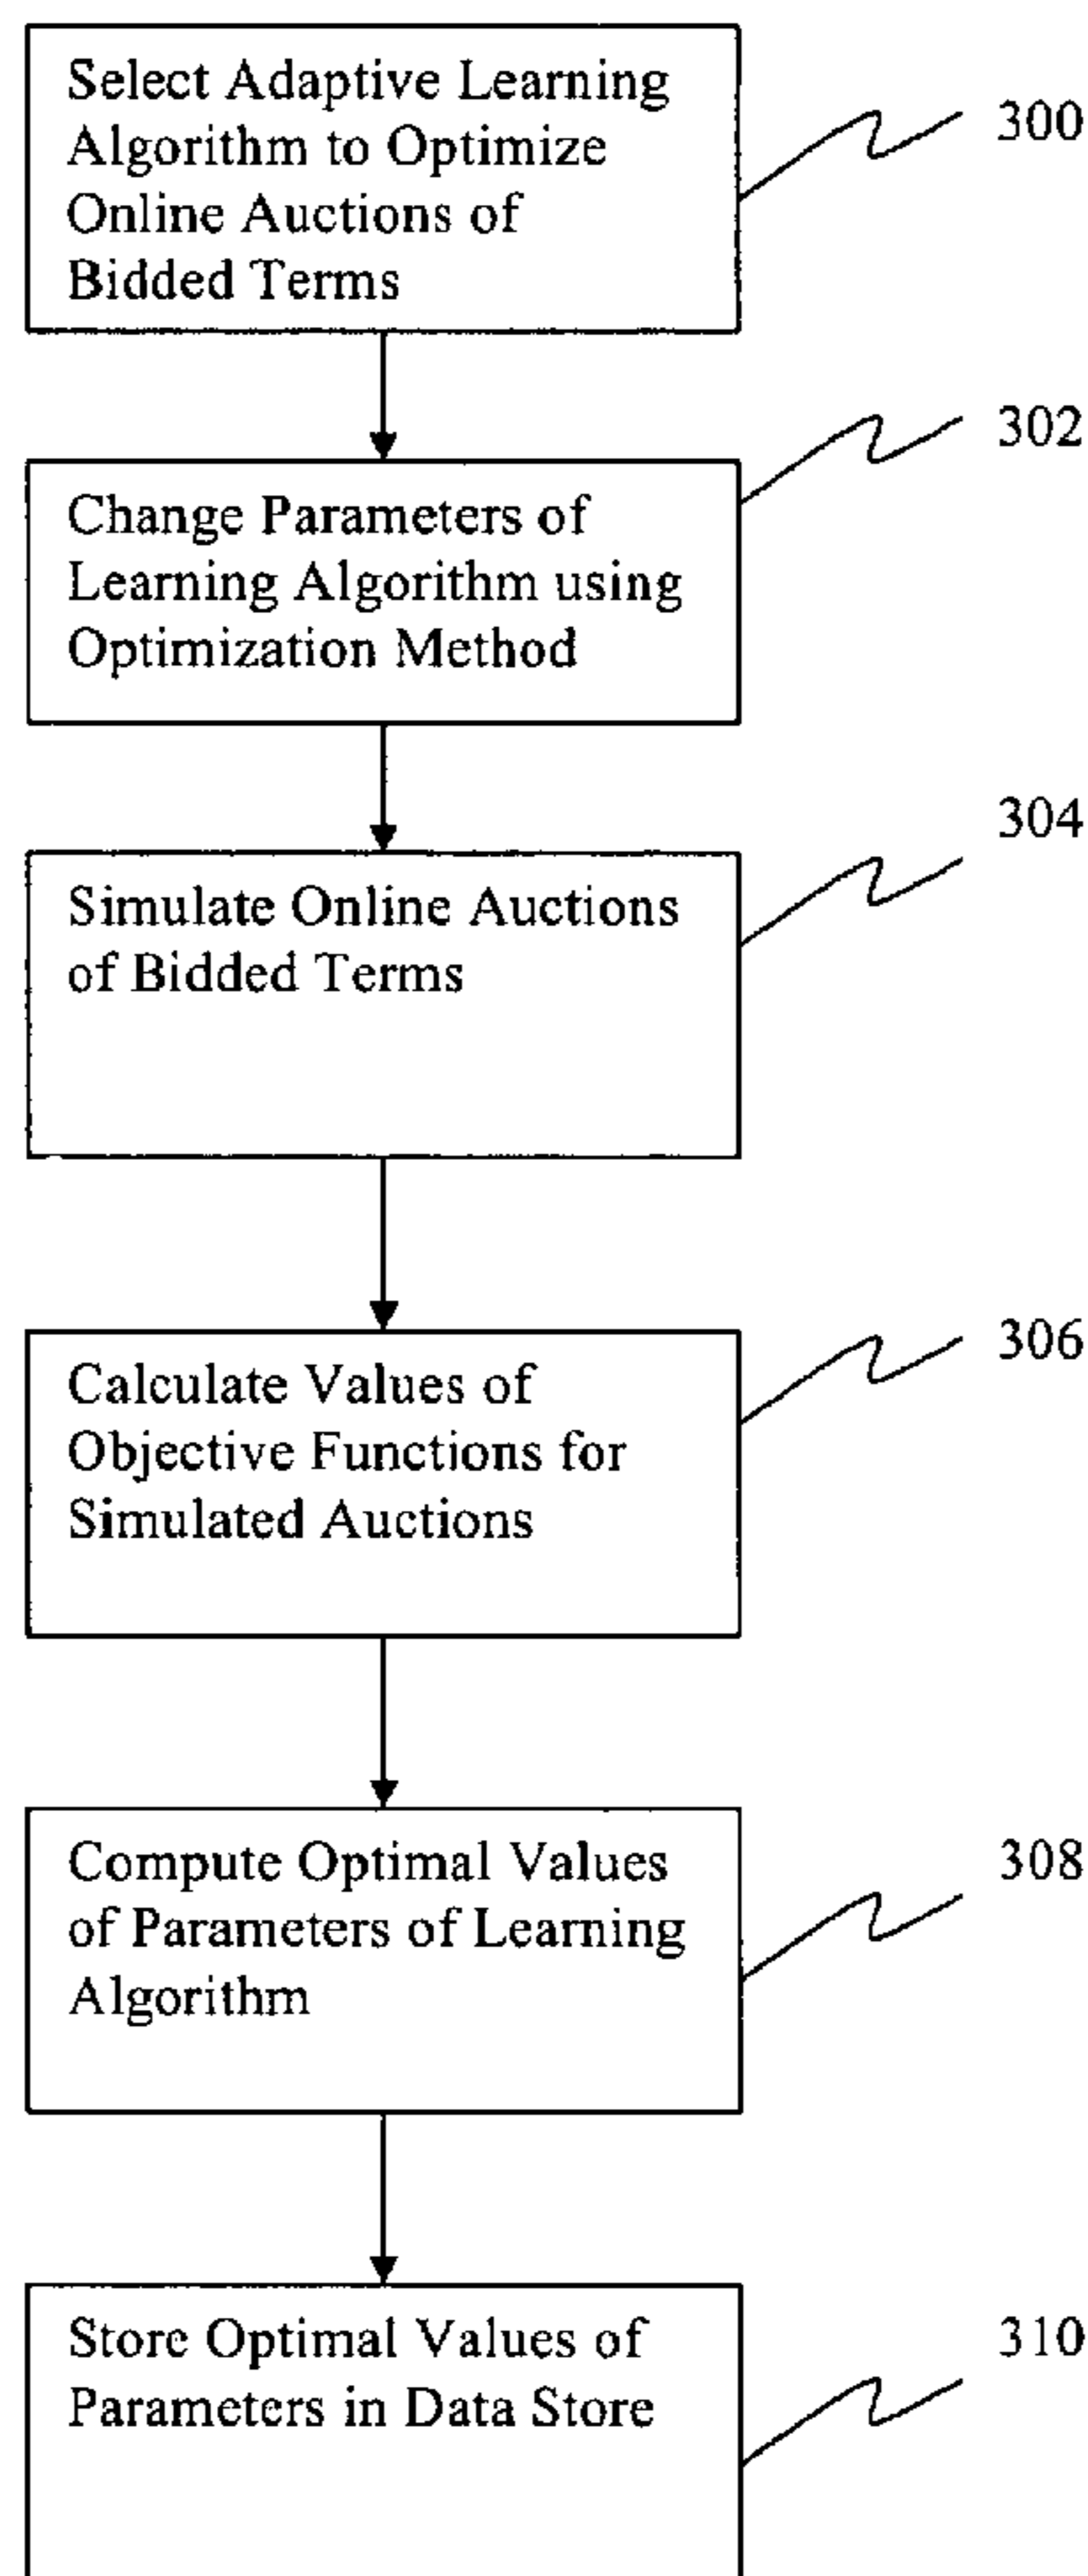 Select Adaptive Learning
Algorithm to Optimize
Online Auctions of
Bidded Terms
300
Change Parameters of
Learning Algorithm using
Optimization Method
302
Simulate Online Auctions
of Bidded Terms
304
Calculate Values of
Objective Functions for
Simulated Auctions
306
Compute Optimal Values
of Parameters of Learning
Algorithm
308
Store Optimal Values of
Parameters in Data Store
310